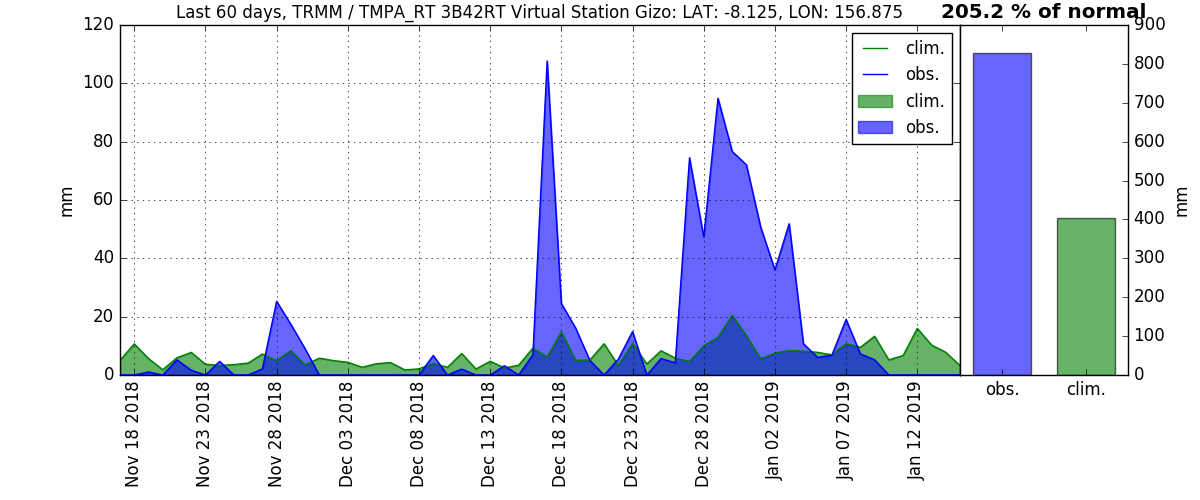 Last 60 days, TRMM / TMPA_RT 3B42RT Virtual Station Gizo: LAT: -8.125, LON: 156.875
205.2 % of normal
120
100
80
60
40
20
0
mm
clim.
obs.
clim.
obs.
900
800
700
600
500
400
300
200
100
0
mm
obs.
clim.
Nov 18 2018
Nov 23 2018
Nov 28 2018
Dec 03 2018
Dec 08 2018
Dec 13 2018
Dec 18 2018
Dec 23 2018
Dec 28 2018
Jan 02 2019
Jan 07 2019
Jan 12 2019